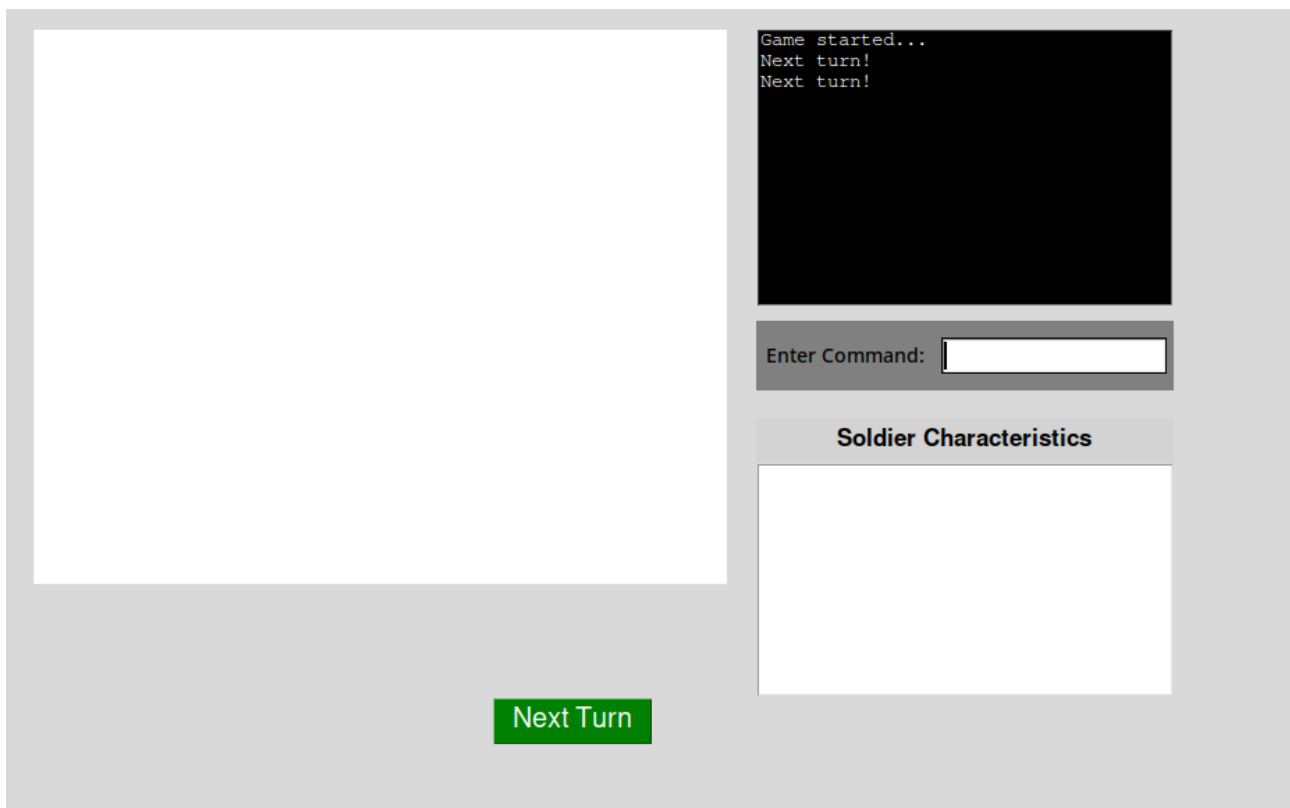 Game started...
Next turn!
Next turn!
Enter Command:
Soldier Characteristics
Next Turn